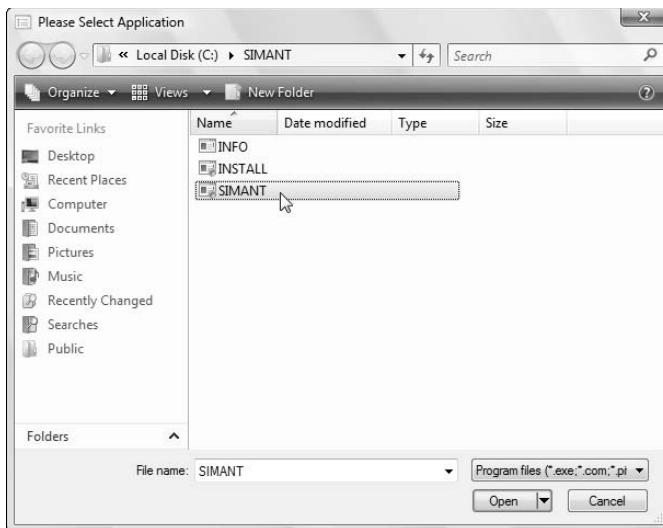 Please Select Application
« Local Disk (C:) ▸ SIMANT
Search
Organize Views New Folder
Favorite Links
Desktop
Recent Places
Computer
Documents
Pictures
Music
Recently Changed
Searches
Public
Folders
Name Date modified Type Size
INFO
INSTALL
SIMANT
File name: SIMANT
Program files (*.exe;*.com;*.pi
Open Cancel